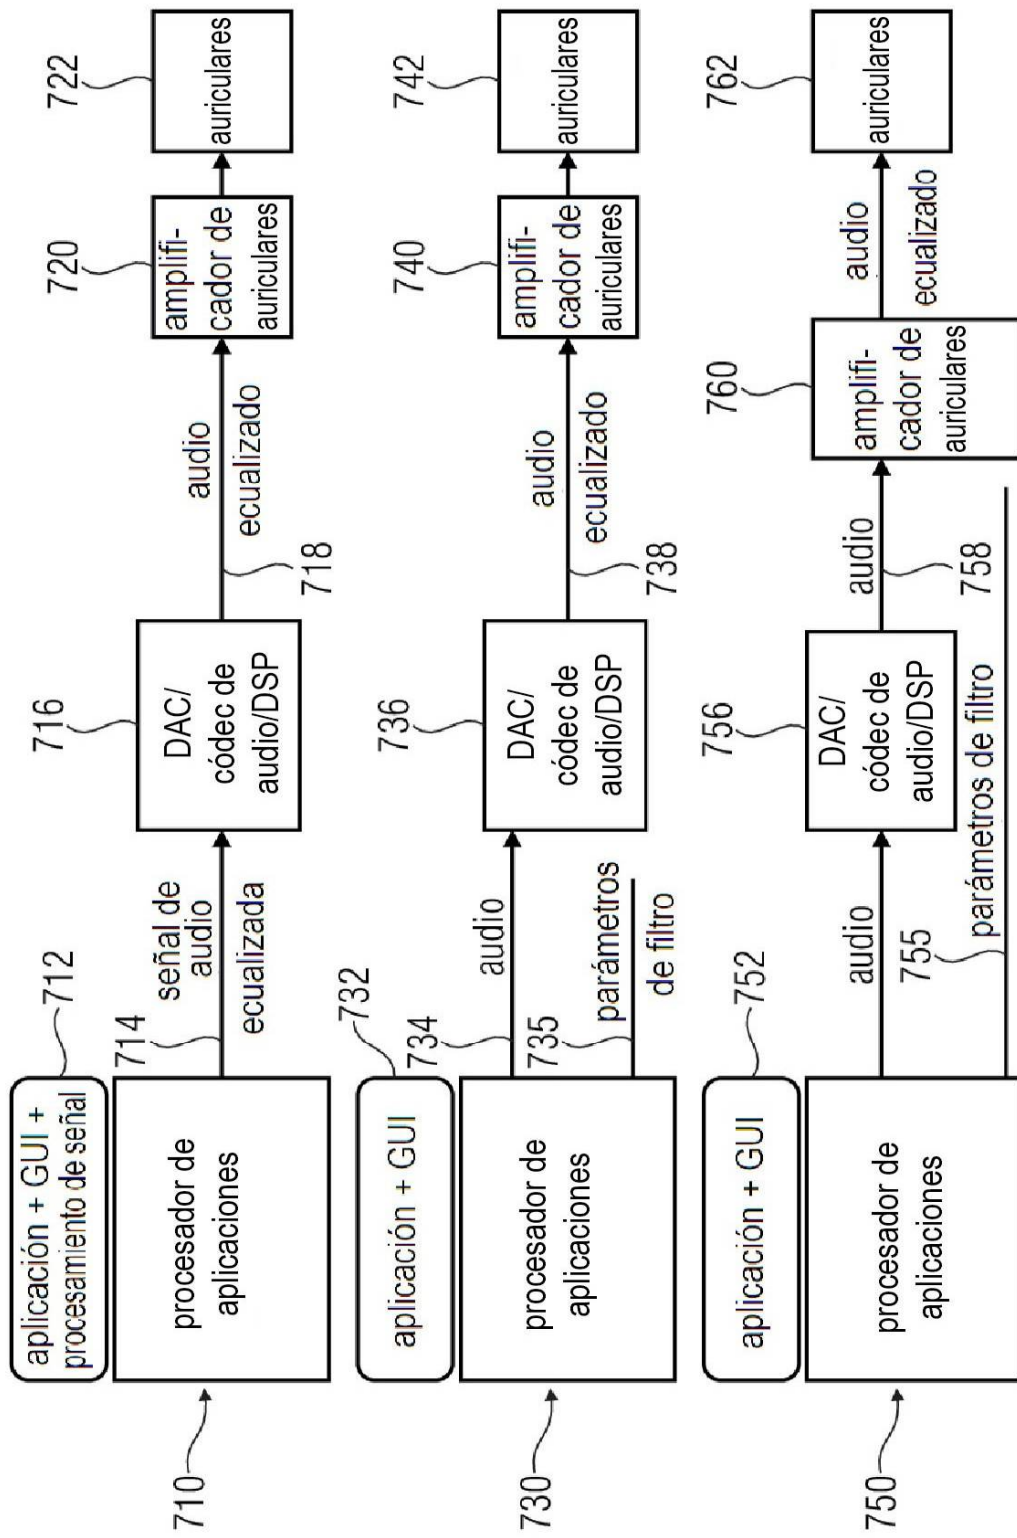 712
aplicación + GUI +
procesamiento de señal
710
procesador de
aplicaciones
714
señal de
audio
ecualizada
716
DAC/
códec de
audio/DSP
718
audio
ecualizado
720
amplifi-
cador de
auriculares
722
auriculares
732
aplicación + GUI
730
procesador de
aplicaciones
734
audio
735
parámetros
de filtro
736
DAC/
códec de
audio/DSP
738
audio
ecualizado
740
amplifi-
cador de
auriculares
742
auriculares
752
aplicación + GUI
750
procesador de
aplicaciones
audio
755
parámetros de filtro
756
DAC/
códec de
audio/DSP
audio
758
760
amplifi-
cador de
auriculares
audio
ecualizado
762
auriculares